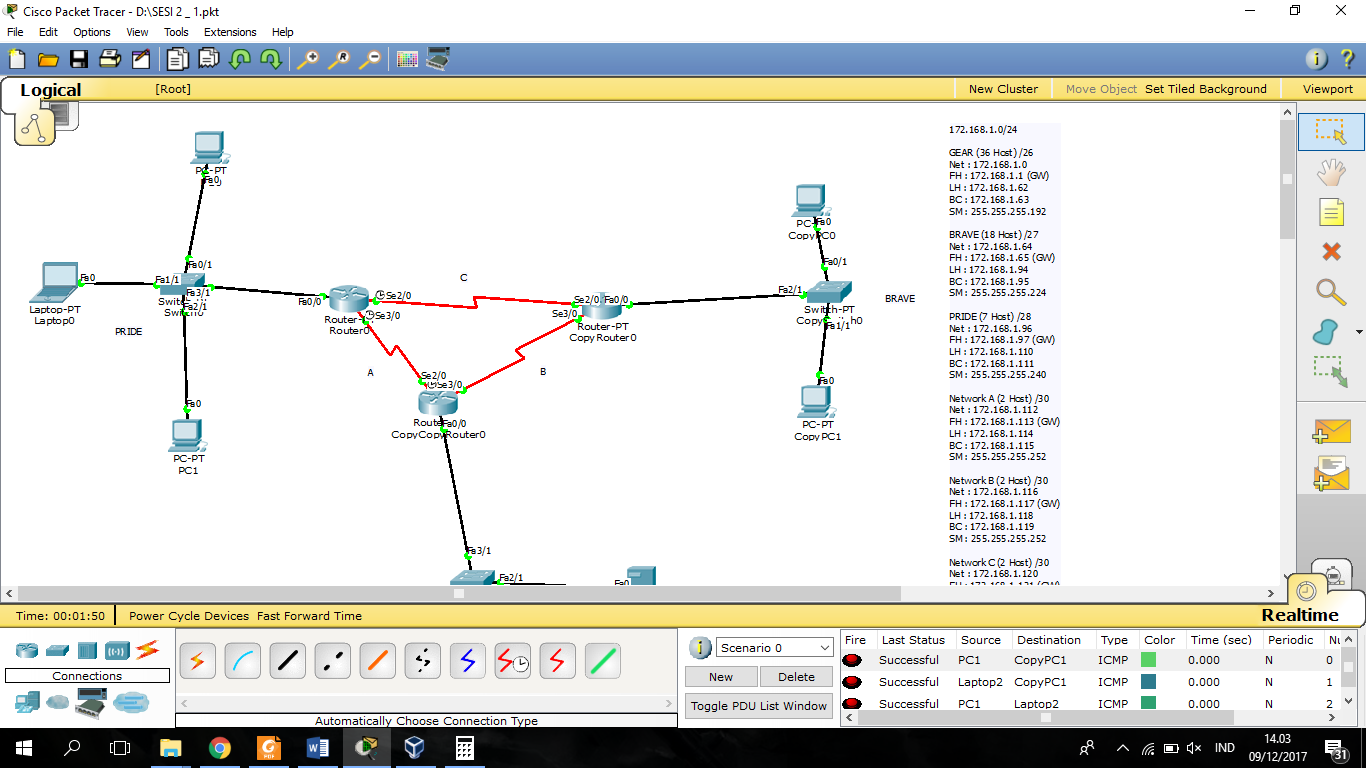 Cisco Packet Tracer - D:\SESI 2 _ 1.pkt
File Edit Options View Tools Extensions Help
Logical [Root] New Cluster Move Object Set Tiled Background Viewport
PC-PT
Fa0
Fa0/1
Fa0
Fa1/1
Fa3/1
Fa2/1
Laptop-PT
Laptop0
PRIDE
Fa0
PC-PT
PC1
Fa0/0
Se2/0
Se3/0
Router0
C
A
B
Se2/0
Fa0/0
Se3/0
Router-PT
CopyRouter0
Se2/0
Se3/0
Fa0/0
CopyCopyRouter0
Fa3/1
Fa2/1
Fa0
Fa0
CopyPC0
Fa0/1
Fa2/1
Switch-PT
Fa1/1
BRAVE
Fa0
PC-PT
CopyPC1
172.168.1.0/24
GEAR (36 Host) /26
Net : 172.168.1.0
FH : 172.168.1.1 (GW)
LH : 172.168.1.62
BC : 172.168.1.63
SM : 255.255.255.192
BRAVE (18 Host) /27
Net : 172.168.1.64
FH : 172.168.1.65 (GW)
LH : 172.168.1.94
BC : 172.168.1.95
SM : 255.255.255.224
PRIDE (7 Host) /28
Net : 172.168.1.96
FH : 172.168.1.97 (GW)
LH : 172.168.1.110
BC : 172.168.1.111
SM : 255.255.255.240
Network A (2 Host) /30
Net : 172.168.1.112
FH : 172.168.1.113 (GW)
LH : 172.168.1.114
BC : 172.168.1.115
SM : 255.255.255.252
Network B (2 Host) /30
Net : 172.168.1.116
FH : 172.168.1.117 (GW)
LH : 172.168.1.118
BC : 172.168.1.119
SM : 255.255.255.252
Network C (2 Host) /30
Net : 172.168.1.120
Time: 00:01:50 Power Cycle Devices Fast Forward Time Realtime
Connections
Automatically Choose Connection Type
Scenario 0
New Delete
Toggle PDU List Window
Fire Last Status Source Destination Type Color Time (sec) Periodic
Successful PC1 CopyPC1 ICMP 0.000 N 0
Successful Laptop2 CopyPC1 ICMP 0.000 N 1
Successful PC1 Laptop2 ICMP 0.000 N 2
IND
14.03
09/12/2017
31